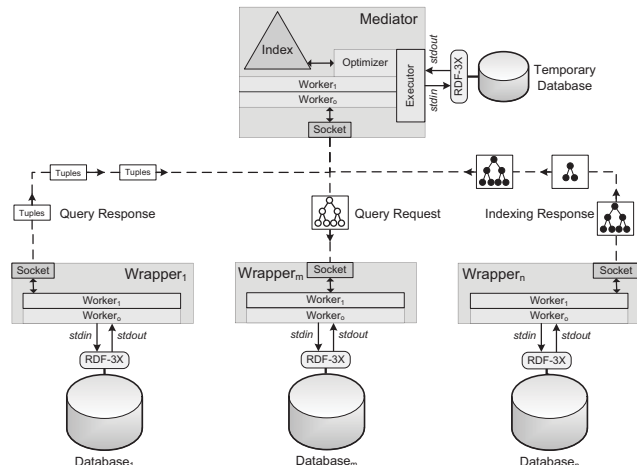 Mediator
Index
Optimizer
Executor
stdout
stdin
RDF-3X
Temporary
Database
Worker₁
Workerₒ
Socket
Tuples
Tuples
Tuples
Query Response
Query Request
Indexing Response
Socket
Wrapper₁
Worker₁
Workerₒ
stdin
stdout
RDF-3X
Database₁
Wrapperₘ
Socket
Worker₁
Workerₒ
stdin
stdout
RDF-3X
Databaseₘ
Wrapperₙ
Socket
Worker₁
Workerₒ
stdin
stdout
RDF-3X
Databaseₙ